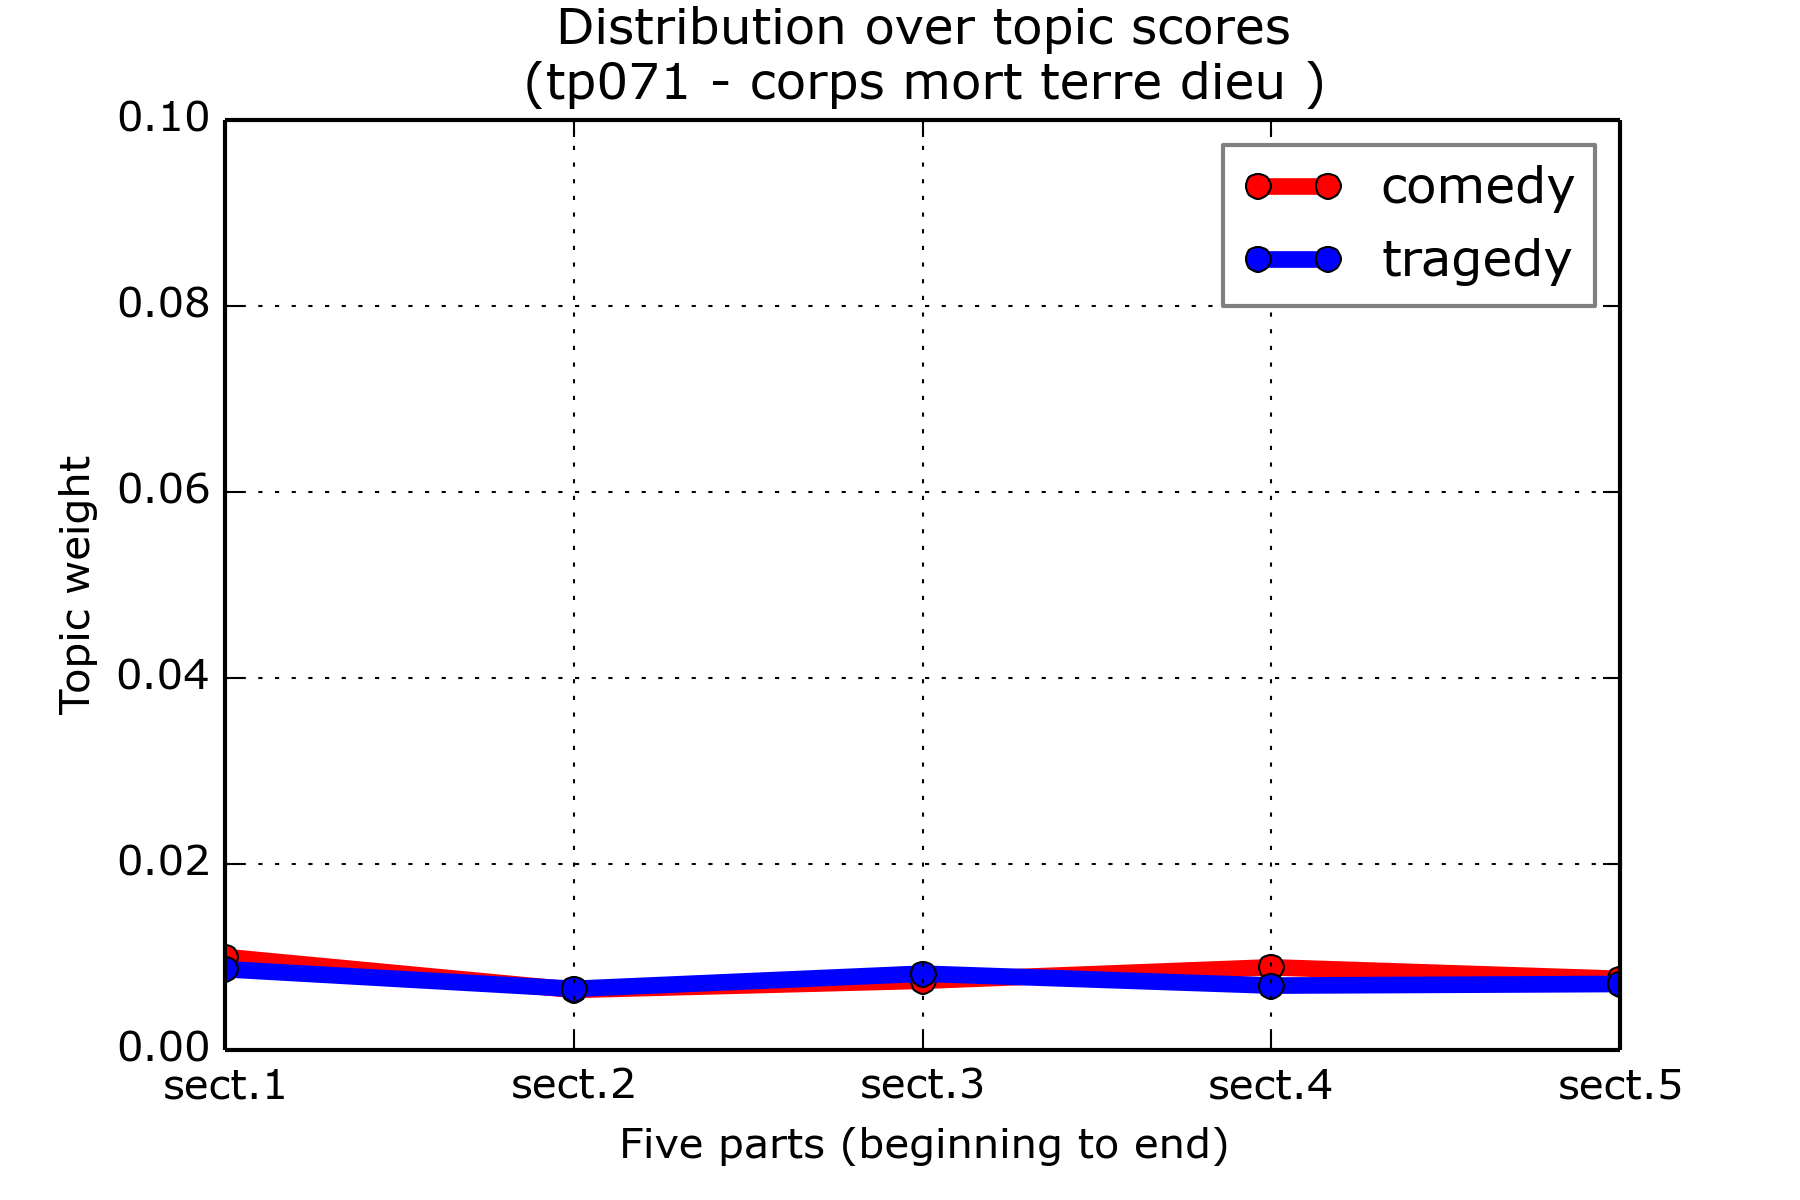 Distribution over topic scores
(tp071 - corps mort terre dieu )
comedy
tragedy
0.10
0.08
0.06
0.04
0.02
0.00
Topic weight
sect.1 sect.2 sect.3 sect.4 sect.5
Five parts (beginning to end)